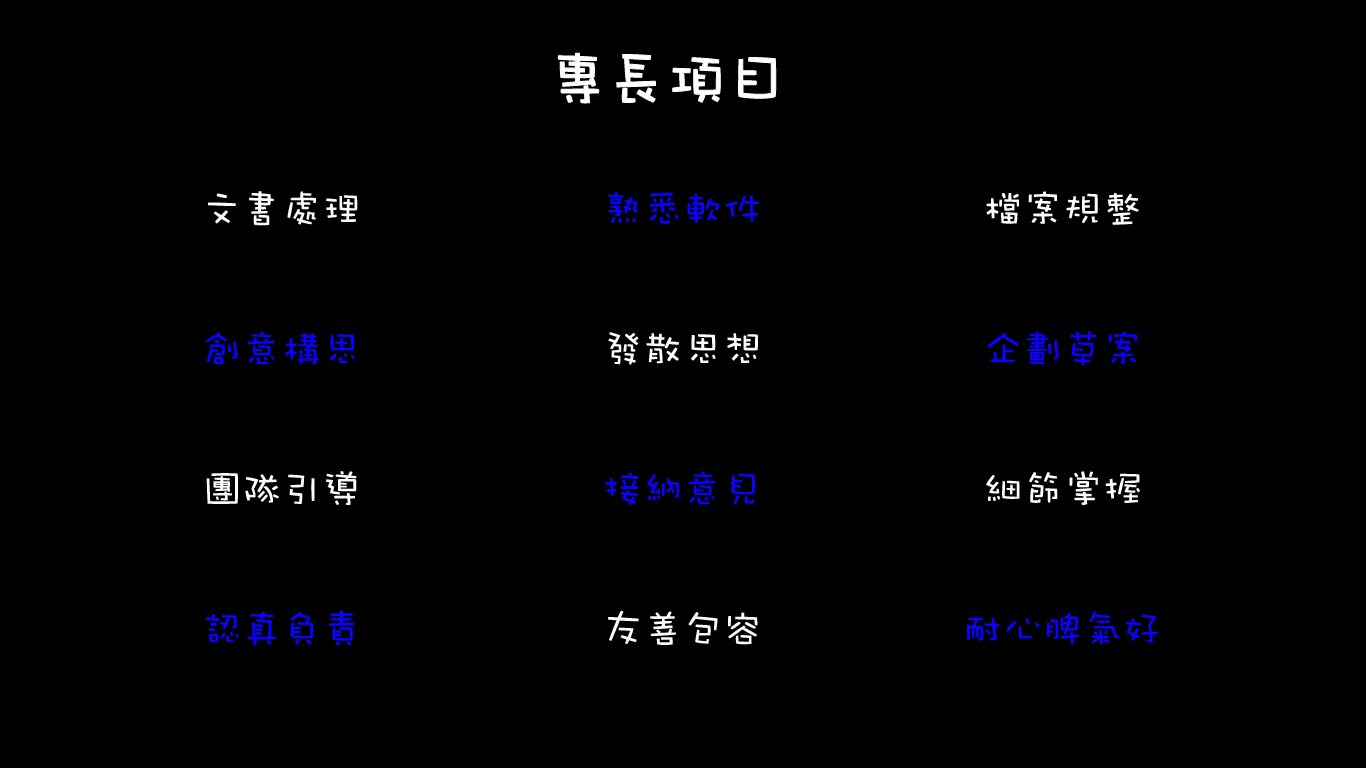 專長項目
文書處理 熟悉軟件 檔案規整
創意構思 發散思想 企劃草案
團隊引導 接納意見 細節掌握
認真負責 友善包容 耐心脾氣好